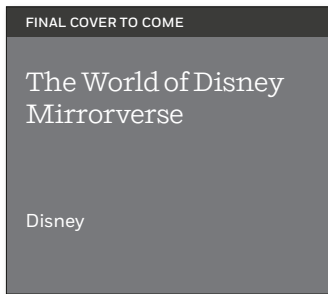 FINAL COVER TO COME
The World of Disney
Mirrorverse
Disney